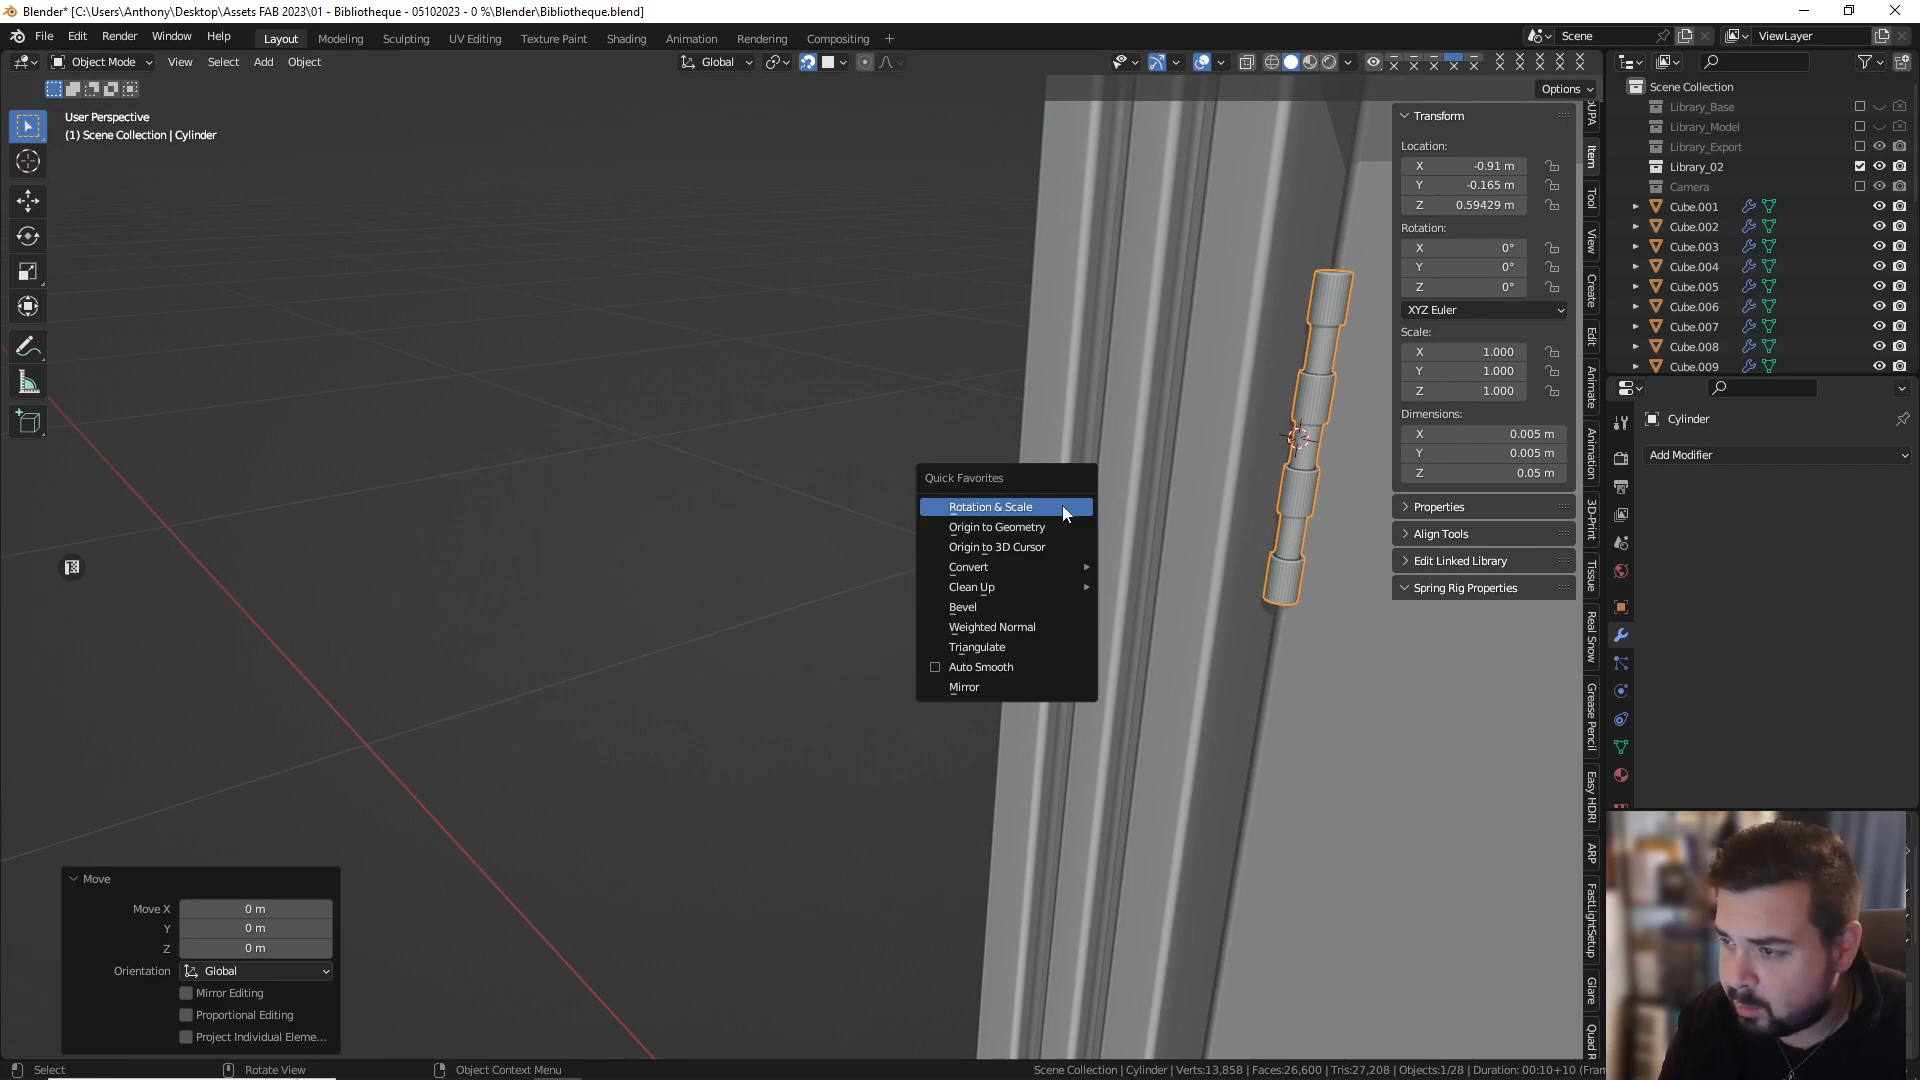 Blender* [C:\Users\Anthony\Desktop\Assets FAB 2023\01 - Bibliotheque - 05102023 - 0 %\Blender\Bibliotheque.blend]
File Edit Render Window Help Layout Modeling Sculpting UV Editing Texture Paint Shading Animation Rendering Compositing Scene ViewLayer
Object Mode View Select Add Object Global
Options
User Perspective
(1) Scene Collection | Cylinder
Transform
Location:
X -0.91 m
Y -0.165 m
Z 0.59429 m
Rotation:
X 0°
Y 0°
Z 0°
XYZ Euler
Scale:
X 1.000
Y 1.000
Z 1.000
Dimensions:
X 0.005 m
Y 0.005 m
Z 0.05 m
Properties
Align Tools
Edit Linked Library
Spring Rig Properties
Item
Tool
View
Create
Edit
Animate
Animation
3D-Print
Tissue
Real Snow
Grease Pencil
Easy HDRI
ARP
FastLightSetup
Glare
Quad R
Scene Collection
Library_Base
Library_Model
Library_Export
Library_02
Camera
Cube.001
Cube.002
Cube.003
Cube.004
Cube.005
Cube.006
Cube.007
Cube.008
Cube.009
Cylinder
Add Modifier
Quick Favorites
Rotation & Scale
Origin to Geometry
Origin to 3D Cursor
Convert
Clean Up
Bevel
Weighted Normal
Triangulate
Auto Smooth
Mirror
Move
Move X 0 m
Y 0 m
Z 0 m
Orientation Global
Mirror Editing
Proportional Editing
Project Individual Eleme...
Select Rotate View Object Context Menu Scene Collection | Cylinder | Verts:13,858 | Faces:26,600 | Tris:27,208 | Objects:1/28 | Duration: 00:10+10 (Fram